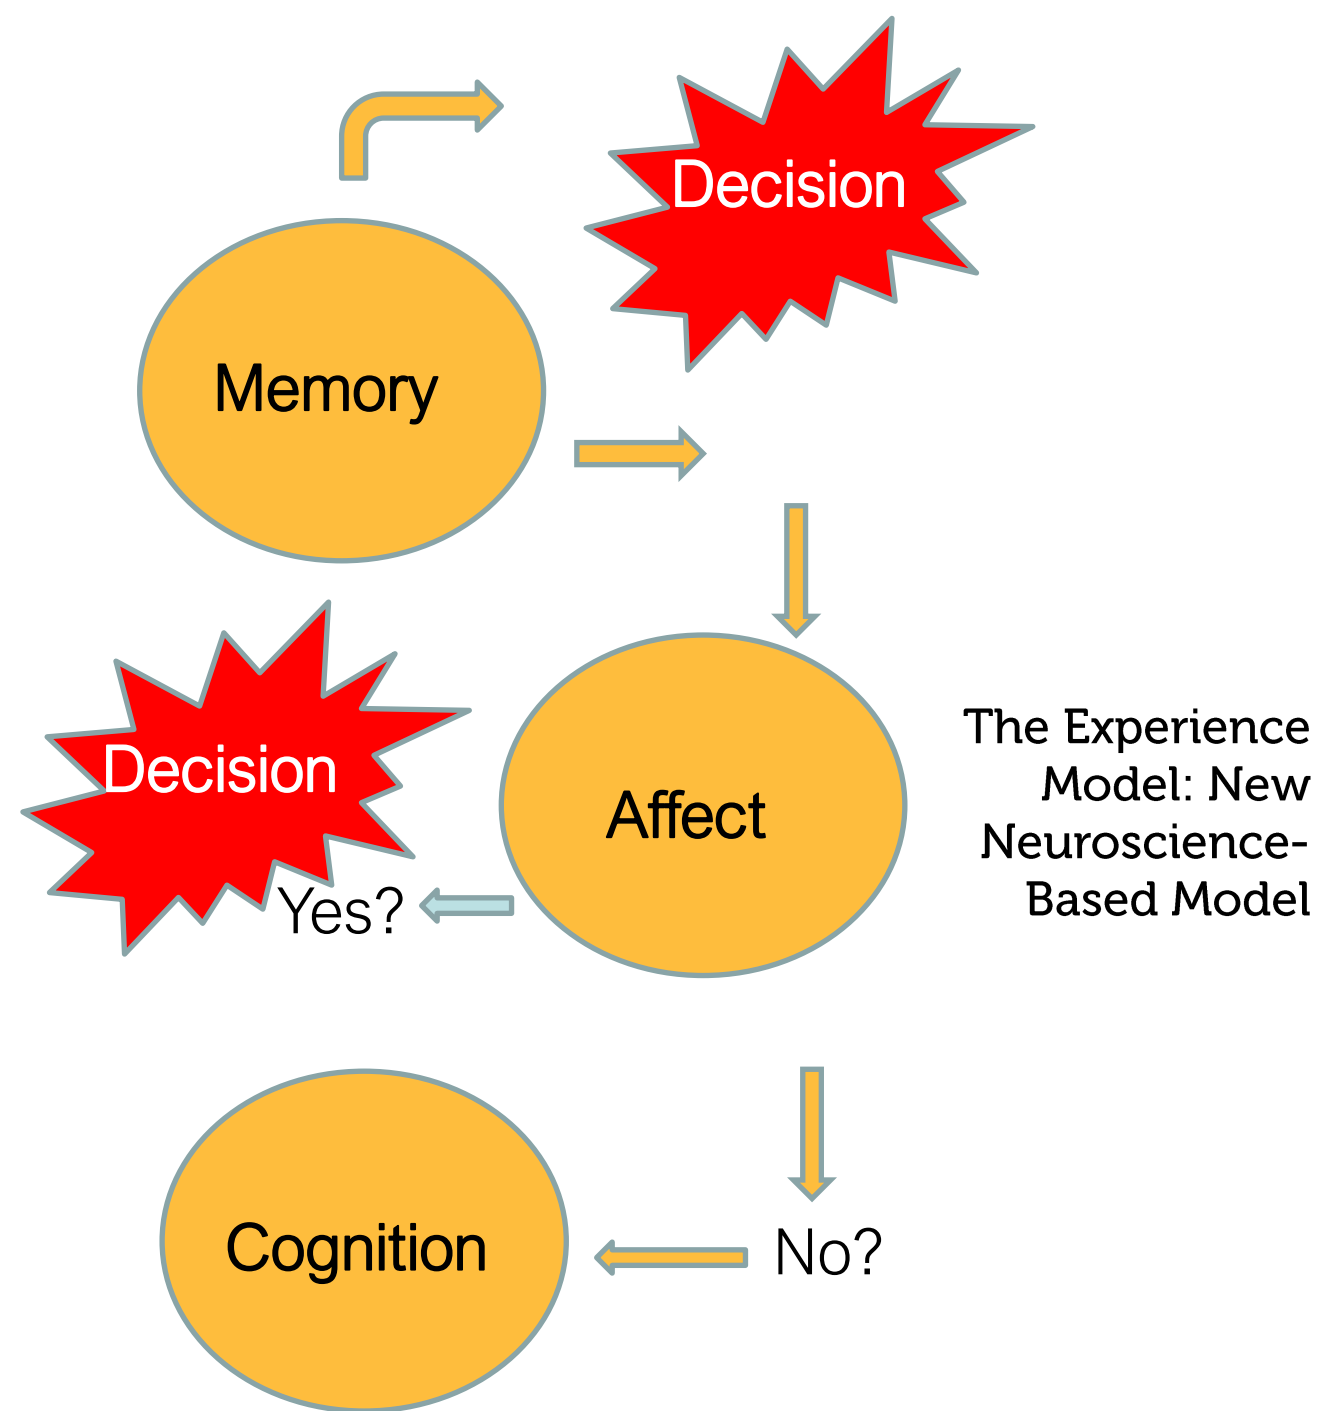 Decision
Memory
Decision
Yes?
Affect
The Experience
Model: New
Neuroscience-
Based Model
Cognition
No?